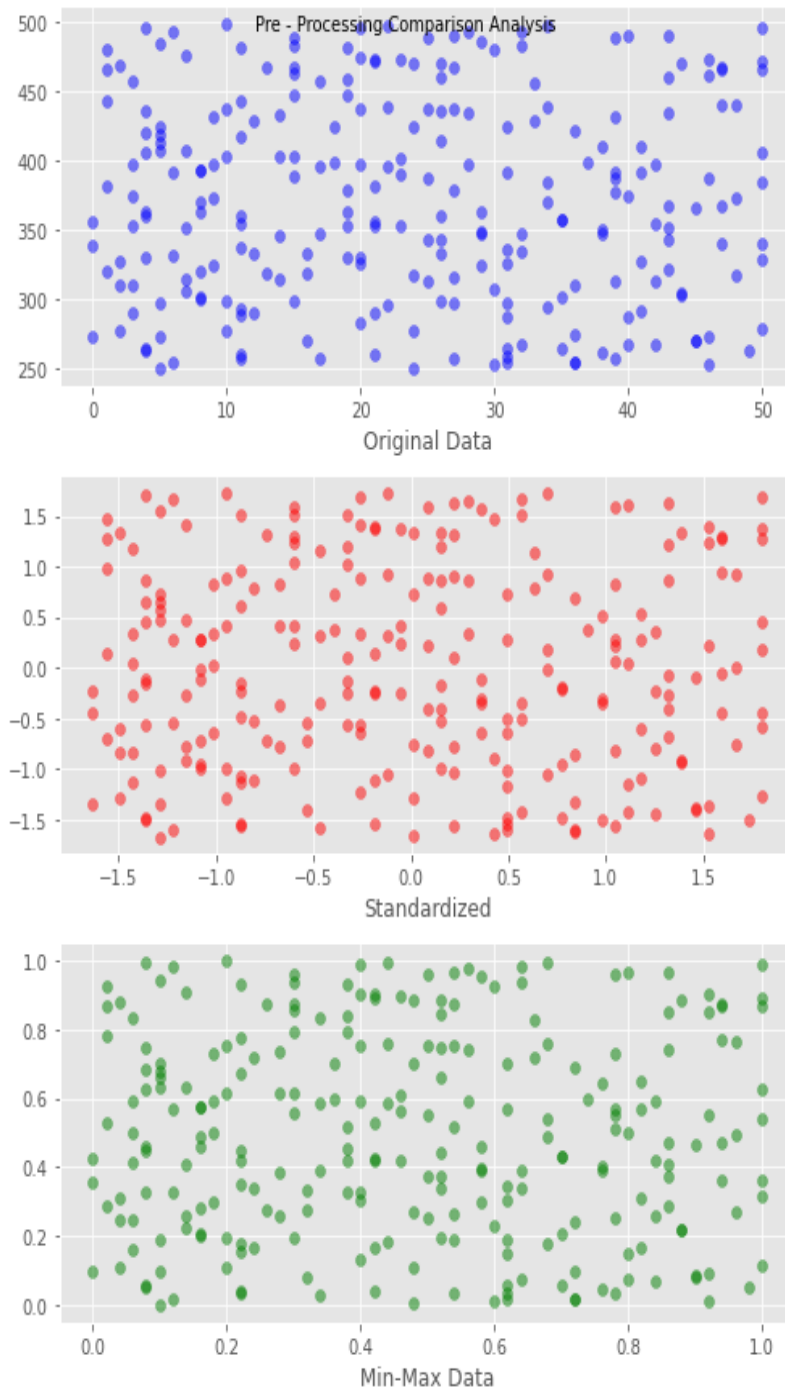 Pre - Processing Comparison Analysis
500
450
400
350
300
250
0 10 20 30 40 50
Original Data
1.5
1.0
0.5
0.0
−0.5
−1.0
−1.5
−1.5 −1.0 −0.5 0.0 0.5 1.0 1.5
Standardized
1.0
0.8
0.6
0.4
0.2
0.0
0.0 0.2 0.4 0.6 0.8 1.0
Min-Max Data